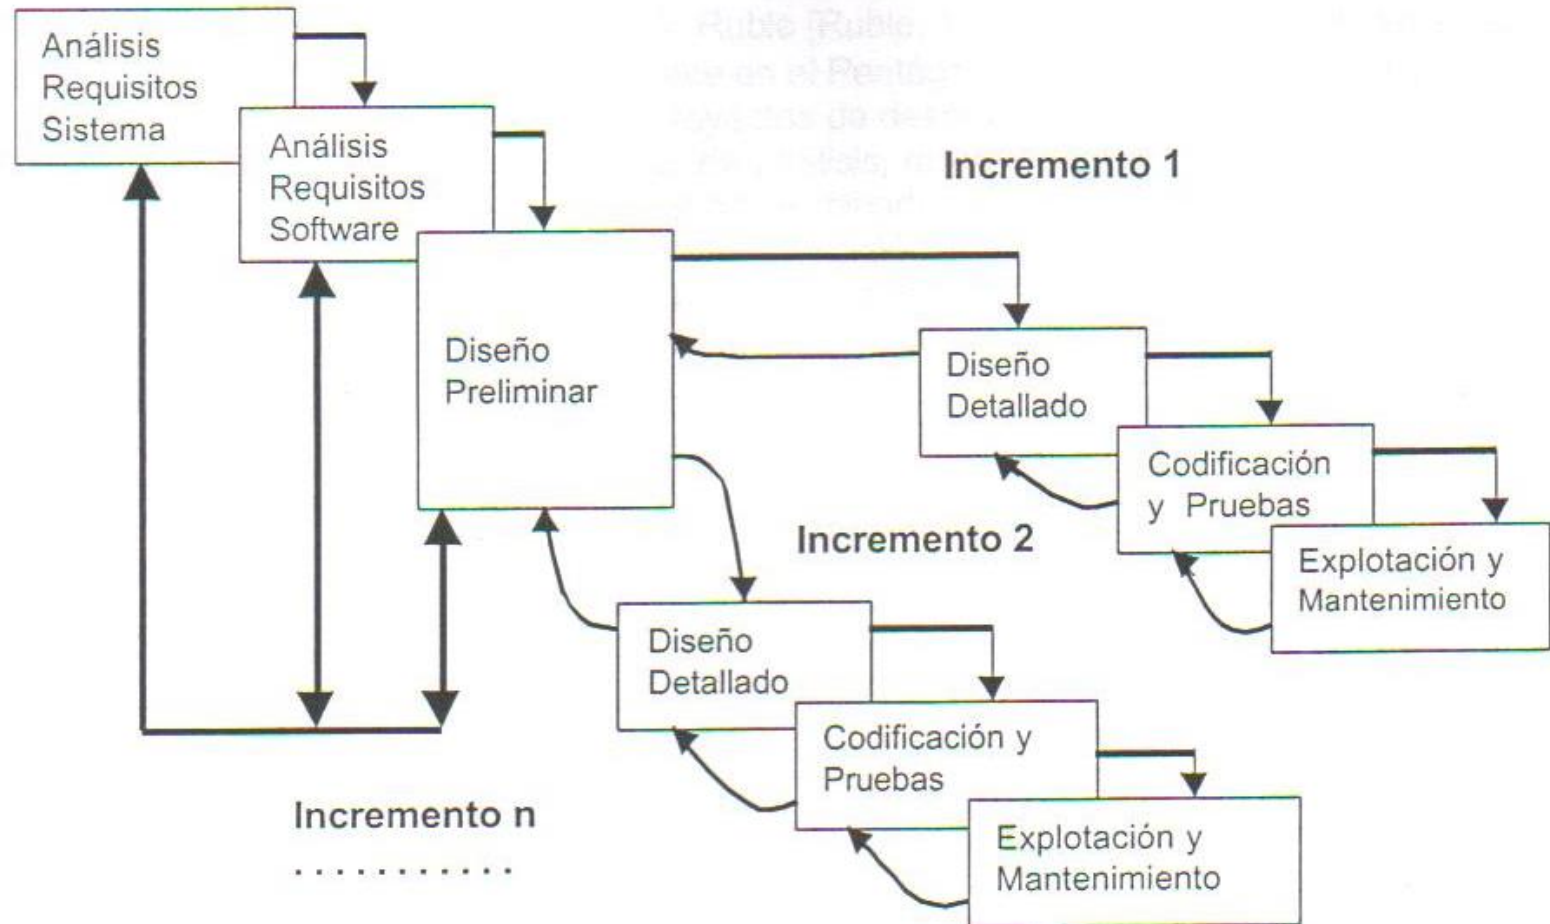 Análisis
Requisitos
Sistema
Análisis
Requisitos
Software
Incremento 1
Diseño
Preliminar
Diseño
Detallado
Codificación
y Pruebas
Explotación y
Mantenimiento
Incremento 2
Diseño
Detallado
Codificación y
Pruebas
Explotación y
Mantenimiento
Incremento n
. . . . . . . . . . .